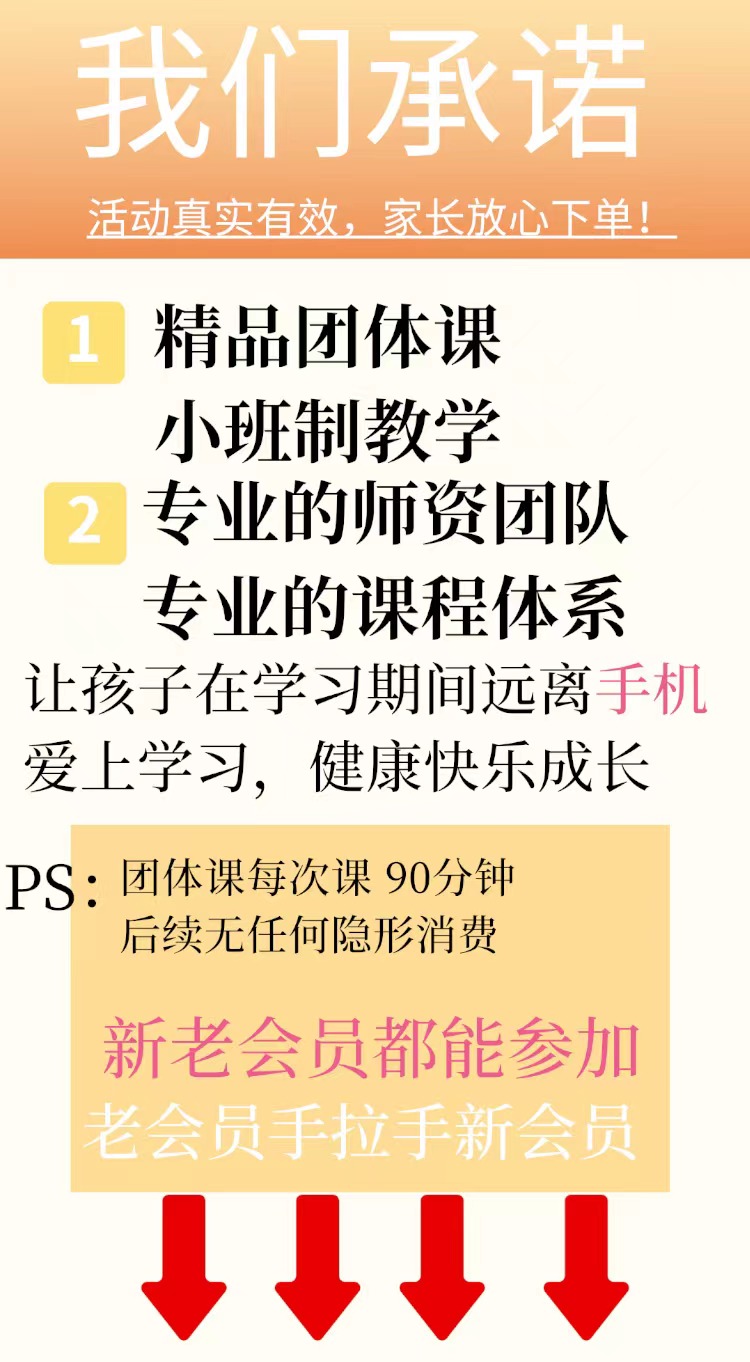 我们承诺
活动真实有效，家长放心下单！
1 精品团体课
小班制教学
2 专业的师资团队
专业的课程体系
让孩子在学习期间远离手机
爱上学习，健康快乐成长
PS：团体课每次课 90分钟
后续无任何隐形消费
新老会员都能参加
老会员手拉手新会员